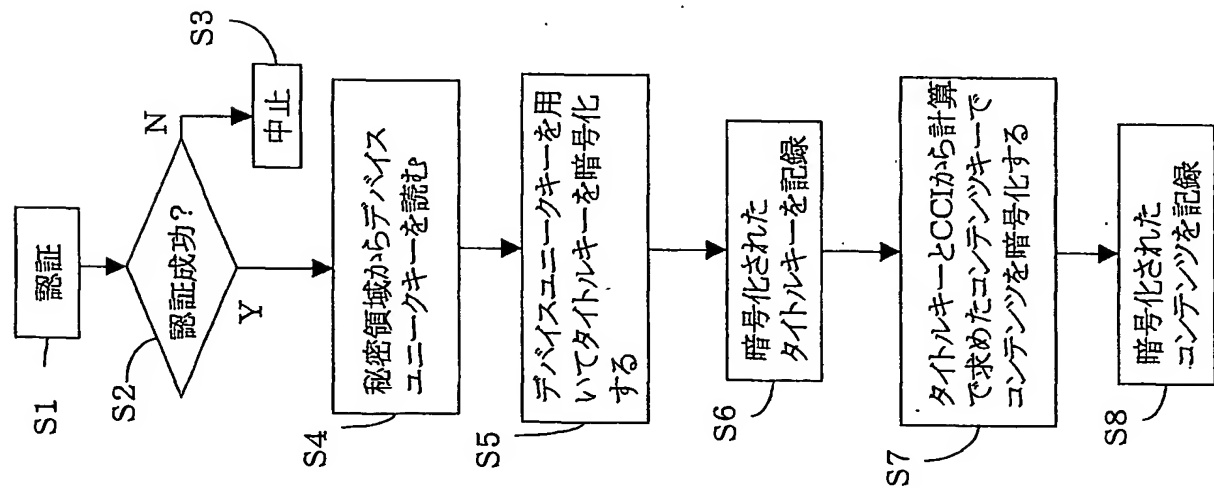 S1
認証
S2
認証成功?
N
S3
中止
Y
S4
秘密領域からデバイス
ユニークキーを読む
S5
デバイスユニークキーを用
いてタイトルキーを暗号化
する
S6
暗号化された
タイトルキーを記録
S7
タイトルキーとCCIから計算
で求めたコンテンツキーで
コンテンツを暗号化する
S8
暗号化された
コンテンツを記録